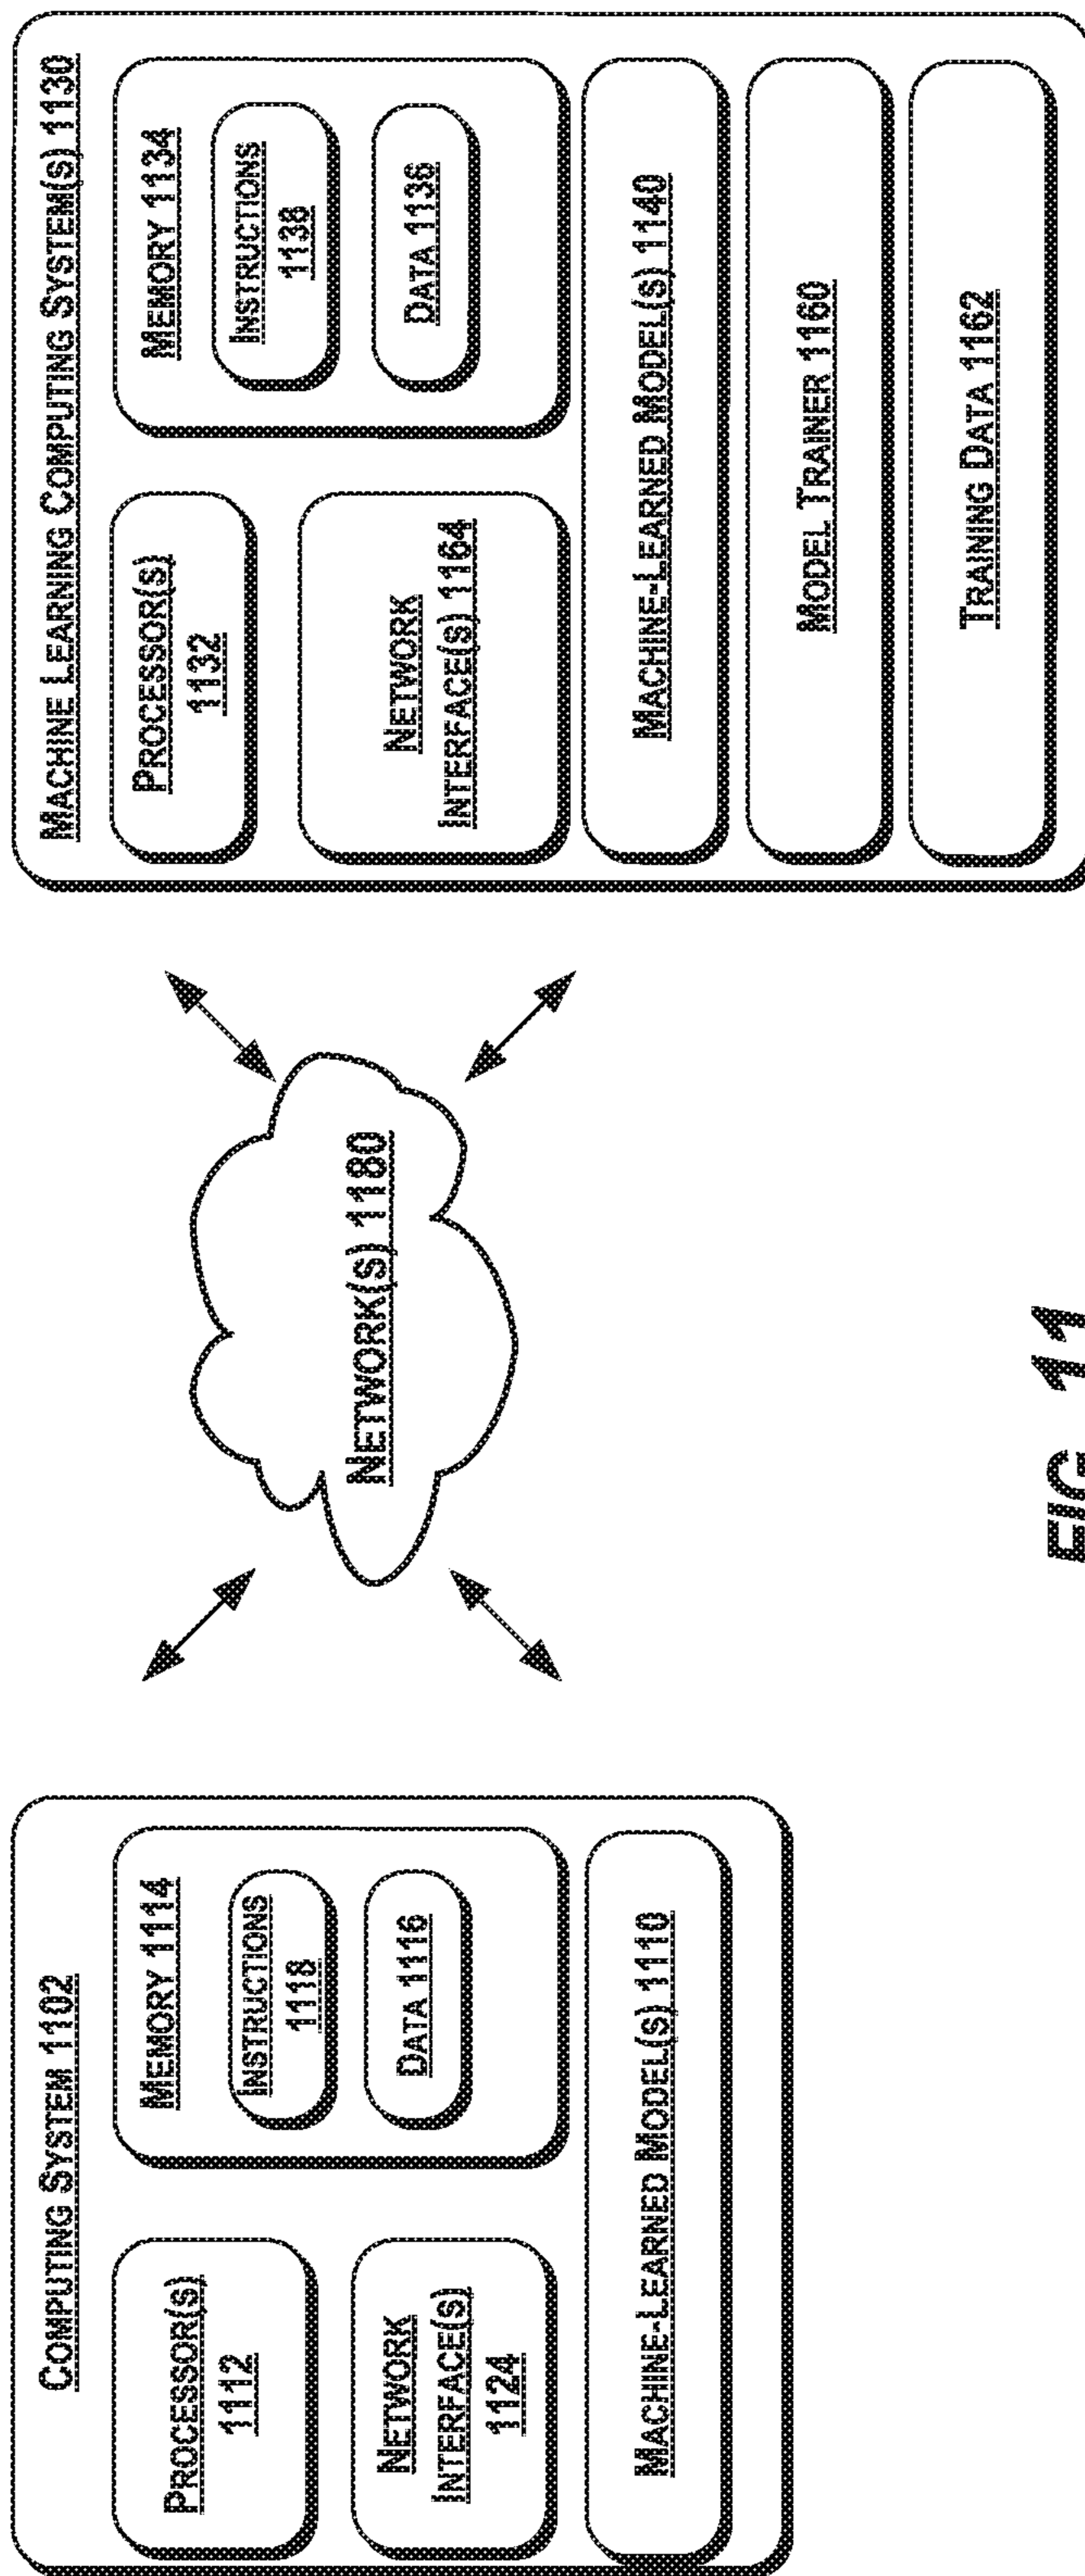 COMPUTING SYSTEM 1102
PROCESSOR(S)
1112
MEMORY 1114
INSTRUCTIONS
1118
DATA 1116
NETWORK
INTERFACE(S)
1124
MACHINE-LEARNED MODEL(S) 1110
NETWORK(S) 1180
MACHINE LEARNING COMPUTING SYSTEM(S) 1130
PROCESSOR(S)
1132
MEMORY 1134
INSTRUCTIONS
1138
DATA 1136
NETWORK
INTERFACE(S) 1164
MACHINE-LEARNED MODEL(S) 1140
MODEL TRAINER 1160
TRAINING DATA 1162
FIG. 11